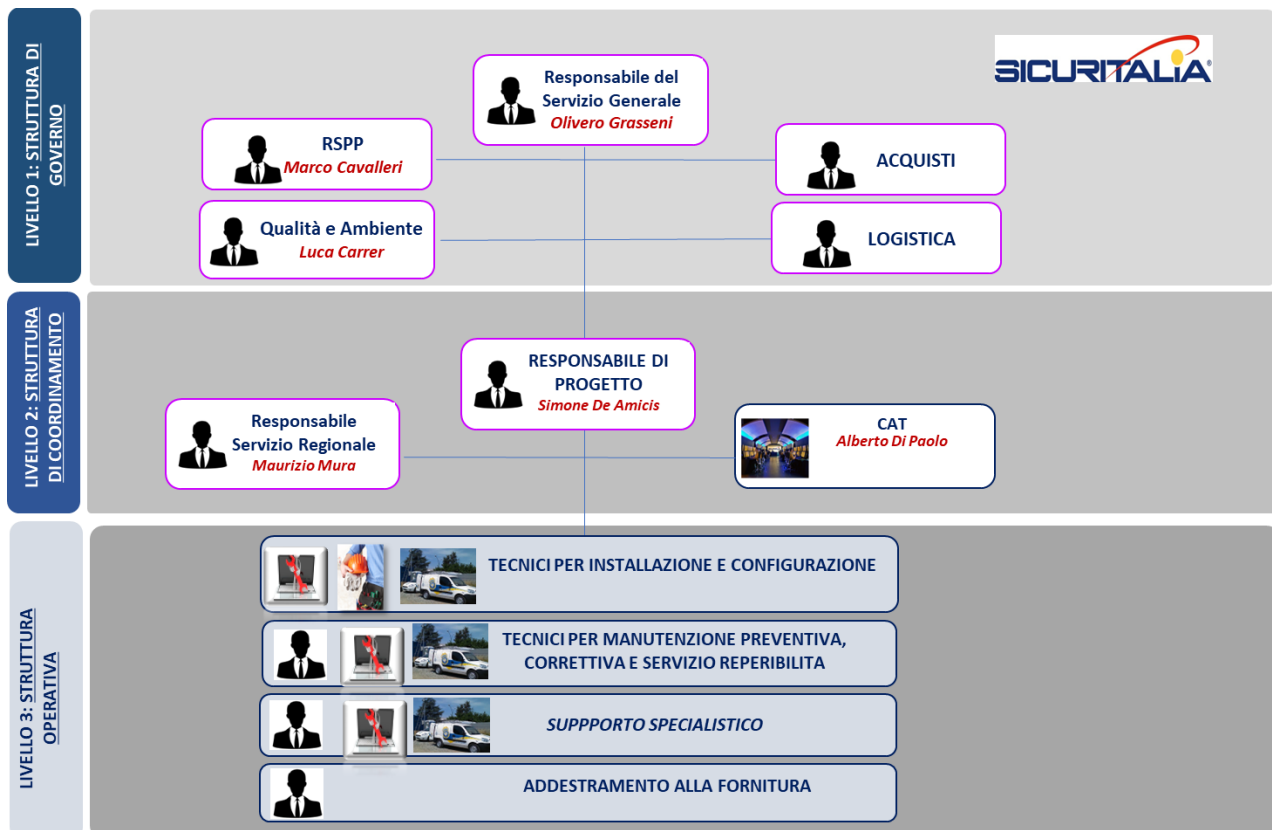 LIVELLO 1: STRUTTURA DI
GOVERNO
SICURITALIA®
Responsabile del
Servizio Generale
Olivero Grasseni
RSPP
Marco Cavalleri
ACQUISTI
Qualità e Ambiente
Luca Carrer
LOGISTICA
LIVELLO 2: STRUTTURA
DI COORDINAMENTO
RESPONSABILE DI
PROGETTO
Simone De Amicis
Responsabile
Servizio Regionale
Maurizio Mura
CAT
Alberto Di Paolo
LIVELLO 3: STRUTTURA
OPERATIVA
TECNICI PER INSTALLAZIONE E CONFIGURAZIONE
TECNICI PER MANUTENZIONE PREVENTIVA,
CORRETTIVA E SERVIZIO REPERIBILITA
SUPPPORTO SPECIALISTICO
ADDESTRAMENTO ALLA FORNITURA